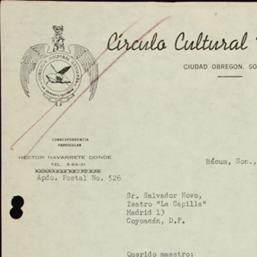 Círculo Cultural
CIUDAD OBREGON, SO
CORRESPONDENCIA
PARTICULAR
HECTOR NAVARRETE DONDE
TEL.
Apdo. Postal No. 526
Bácum, Son.,
Sr. Salvador Novo,
Teatro "La Capilla"
Madrid 13
Coyoacán, D.F.
Querido maestro: